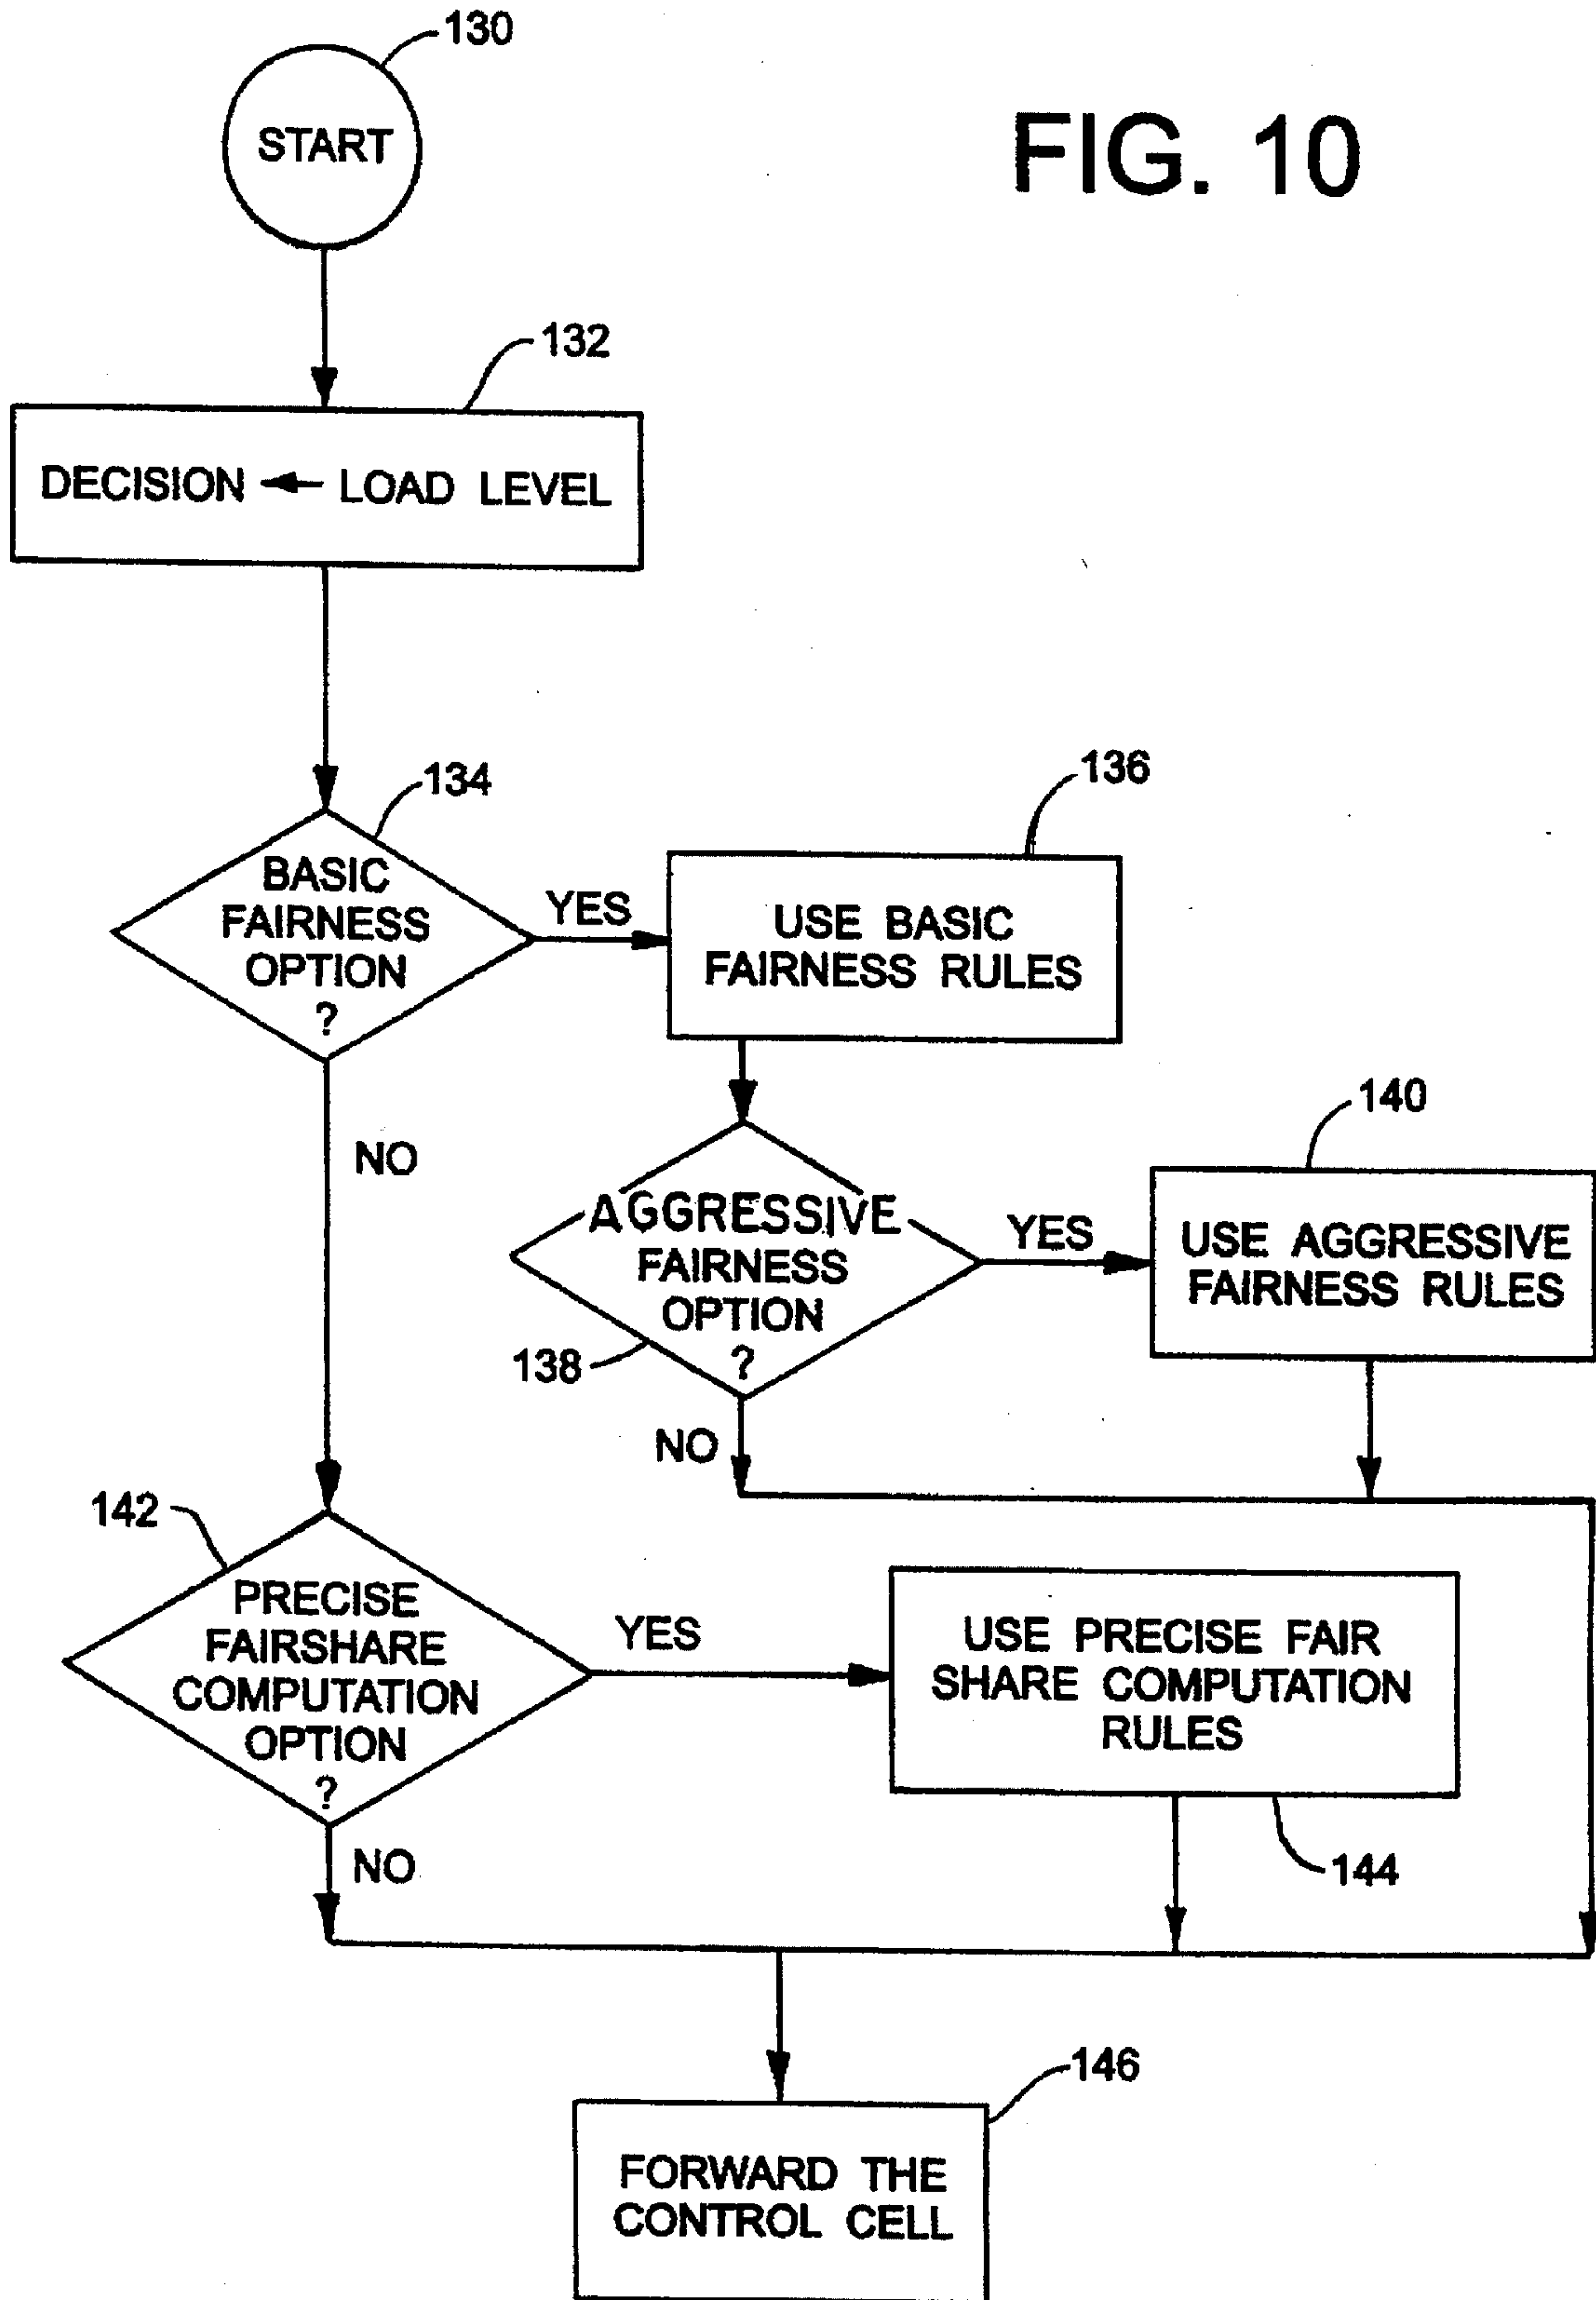 130
FIG. 10
START
132
DECISION ← LOAD LEVEL
134
136
BASIC
FAIRNESS
OPTION
?
YES
USE BASIC
FAIRNESS RULES
NO
140
AGGRESSIVE
FAIRNESS
OPTION
?
138
YES
USE AGGRESSIVE
FAIRNESS RULES
NO
142
PRECISE
FAIRSHARE
COMPUTATION
OPTION
?
YES
USE PRECISE FAIR
SHARE COMPUTATION
RULES
144
NO
146
FORWARD THE
CONTROL CELL